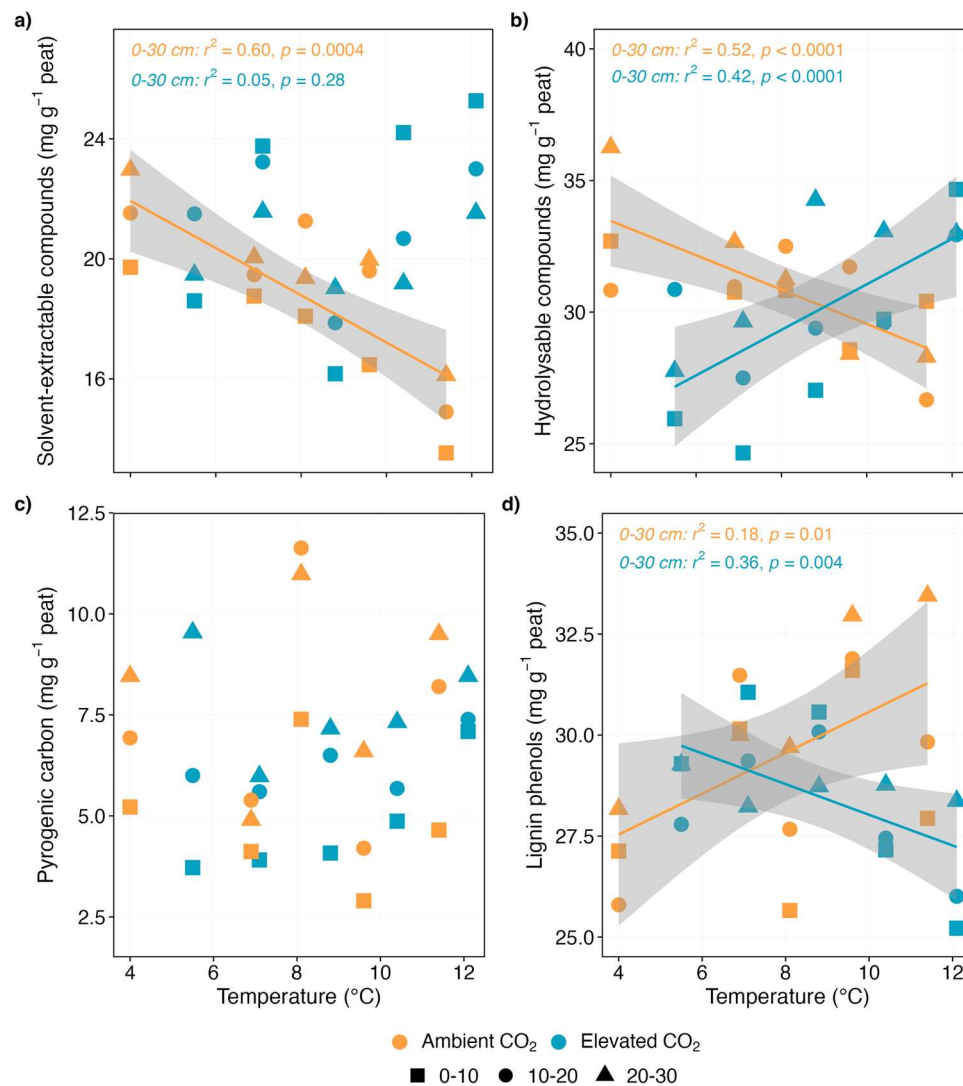 a)
0-30 cm: r² = 0.60, p = 0.0004
0-30 cm: r² = 0.05, p = 0.28
Solvent-extractable compounds (mg g⁻¹ peat)
24
20
16
b)
0-30 cm: r² = 0.52, p < 0.0001
0-30 cm: r² = 0.42, p < 0.0001
Hydrolysable compounds (mg g⁻¹ peat)
40
35
30
25
c)
Pyrogenic carbon (mg g⁻¹ peat)
12.5
10.0
7.5
5.0
2.5
4 6 8 10 12
Temperature (°C)
d)
0-30 cm: r² = 0.18, p = 0.01
0-30 cm: r² = 0.36, p = 0.004
Lignin phenols (mg g⁻¹ peat)
35.0
32.5
30.0
27.5
25.0
4 6 8 10 12
Temperature (°C)
Ambient CO₂ Elevated CO₂
0-10 10-20 20-30